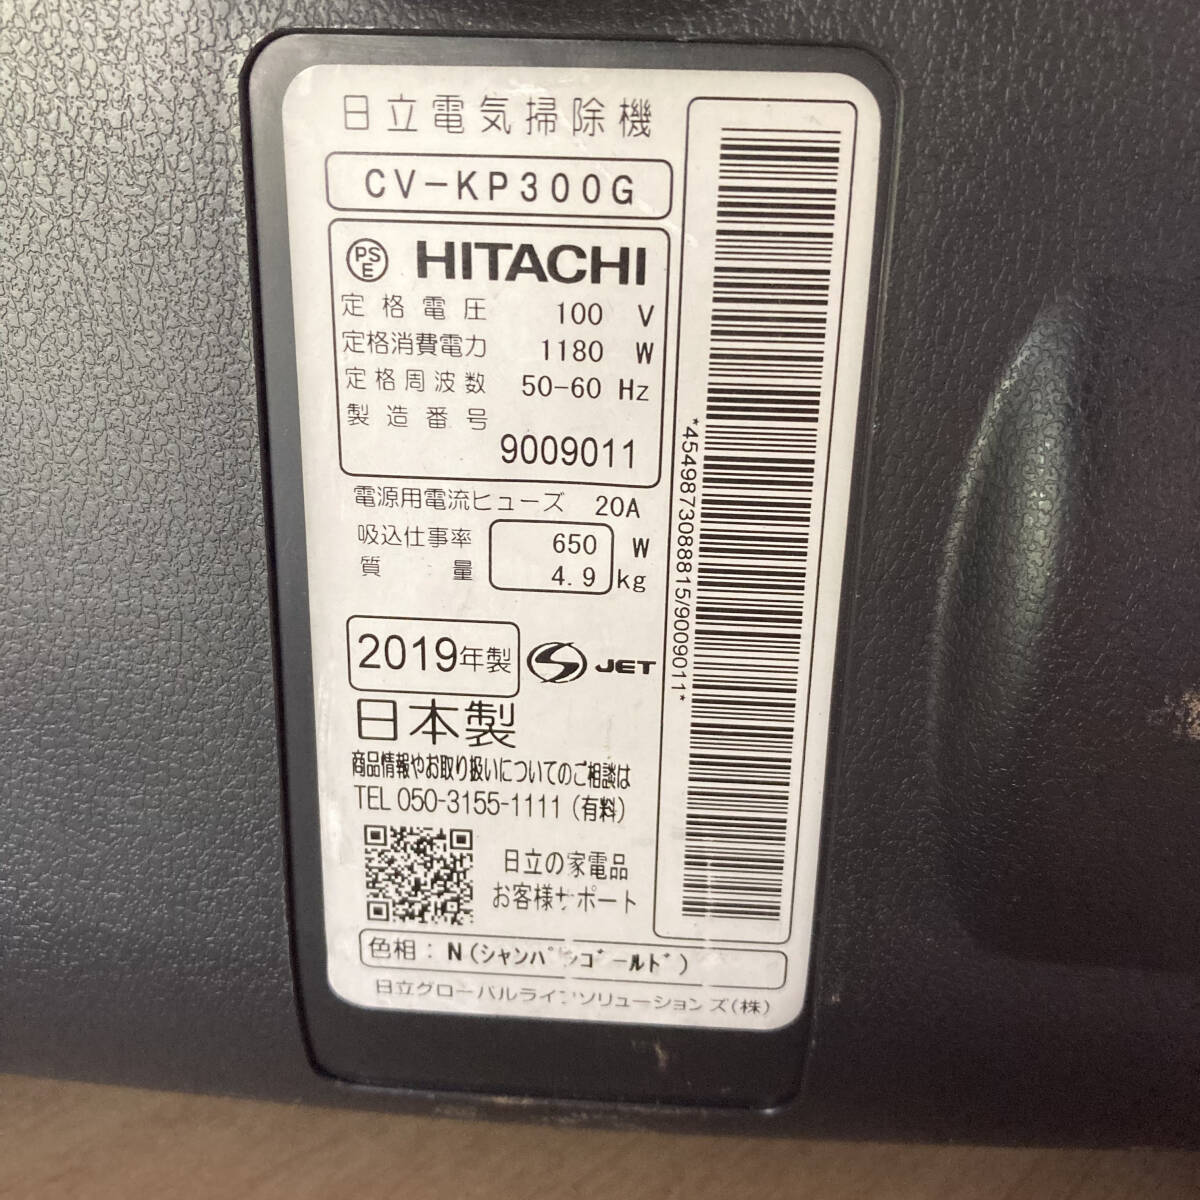 日立電気掃除機
CV-KP300G
PSE HITACHI
定格電圧 100 V
定格消費電力 1180 W
定格周波数 50-60 Hz
製造番号
9009011
電源用電流ヒューズ 20A
吸込仕事率 650 W
質量 4.9 kg
2019年製 JET
日本製
商品情報やお取り扱いについてのご相談は
TEL 050-3155-1111(有料)
日立の家電品
お客様サポート
色相:N(シャンパンゴールド)
日立グローバルライフソリューションズ(株)
*4549873088815/9009011*